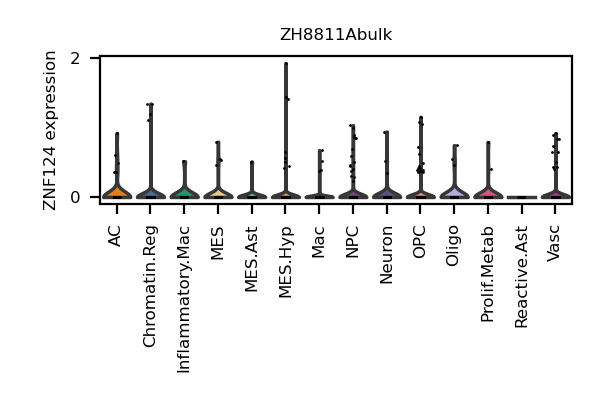 ZH8811Abulk
ZNF124 expression
2
0
AC
Chromatin.Reg
Inflammatory.Mac
MES
MES.Ast
MES.Hyp
Mac
NPC
Neuron
OPC
Oligo
Prolif.Metab
Reactive.Ast
Vasc